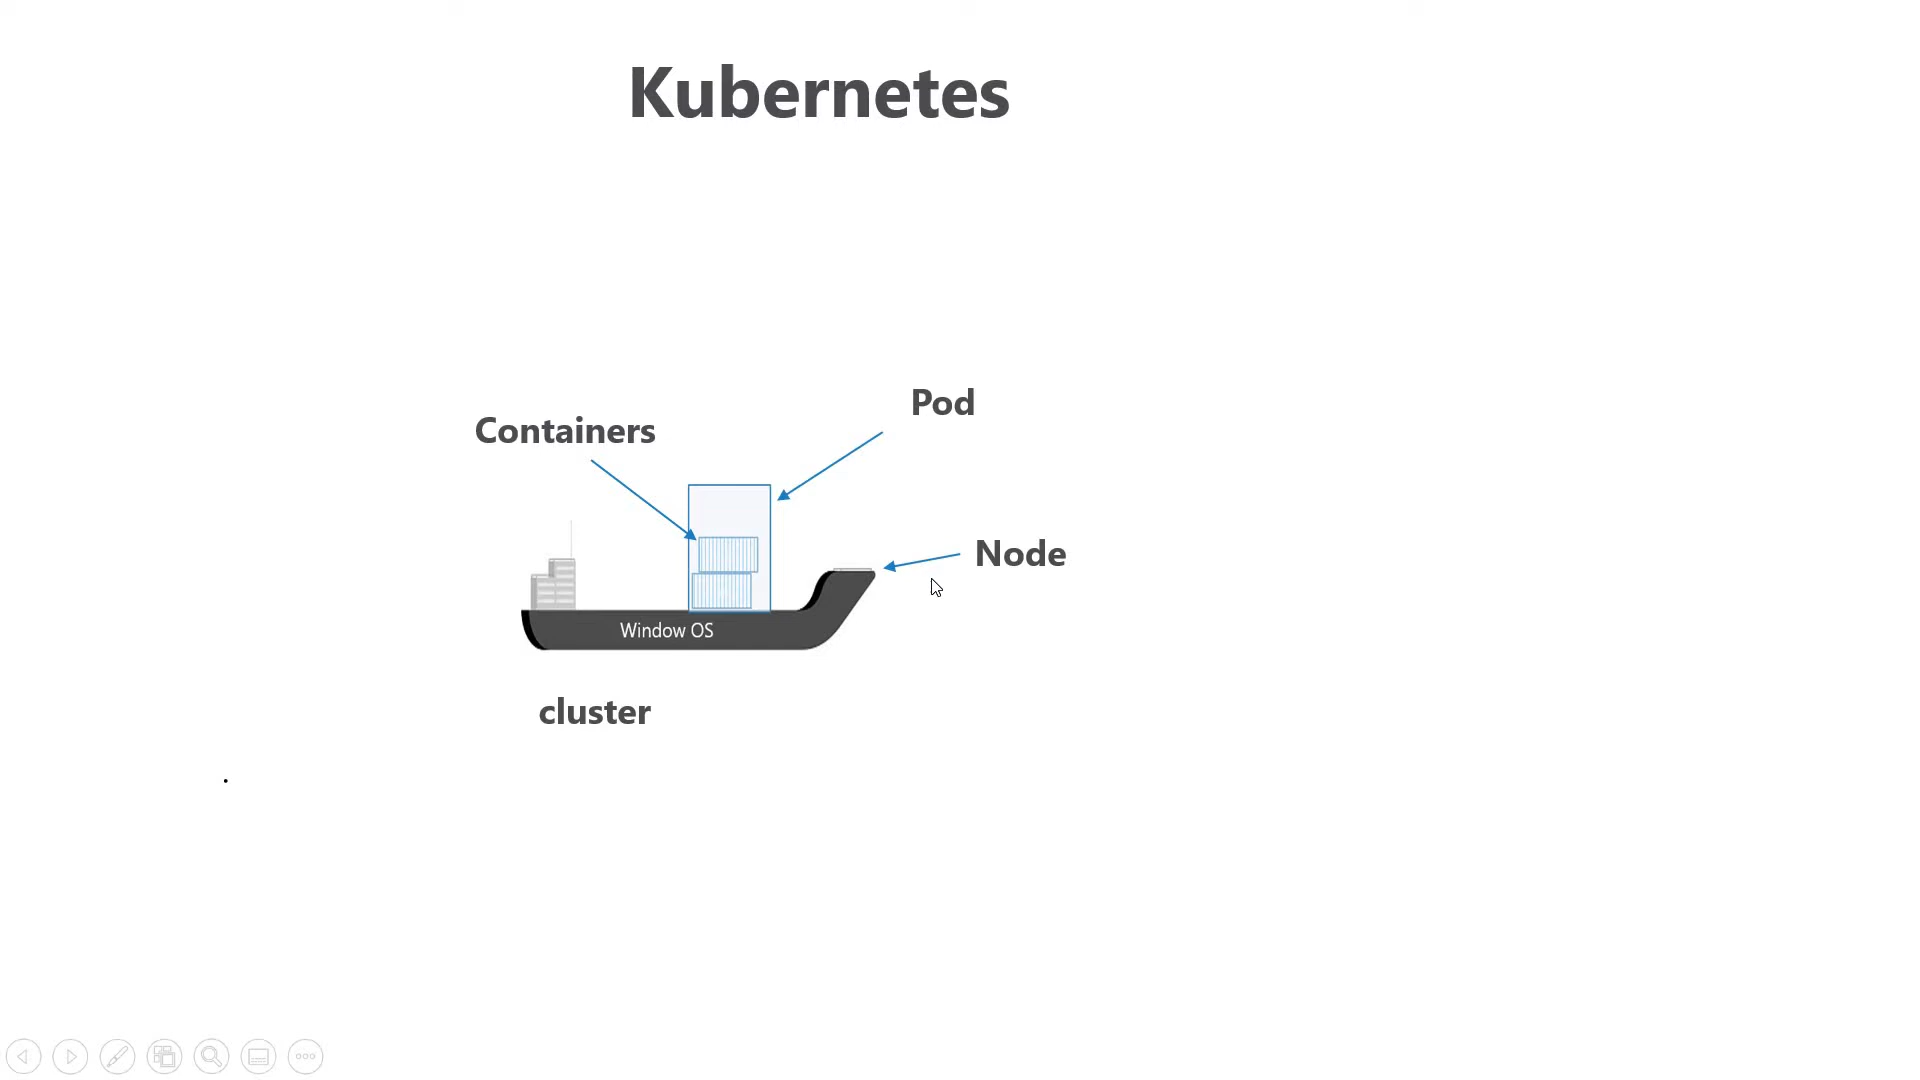 Kubernetes
Pod
Containers
Node
Window OS
cluster
.